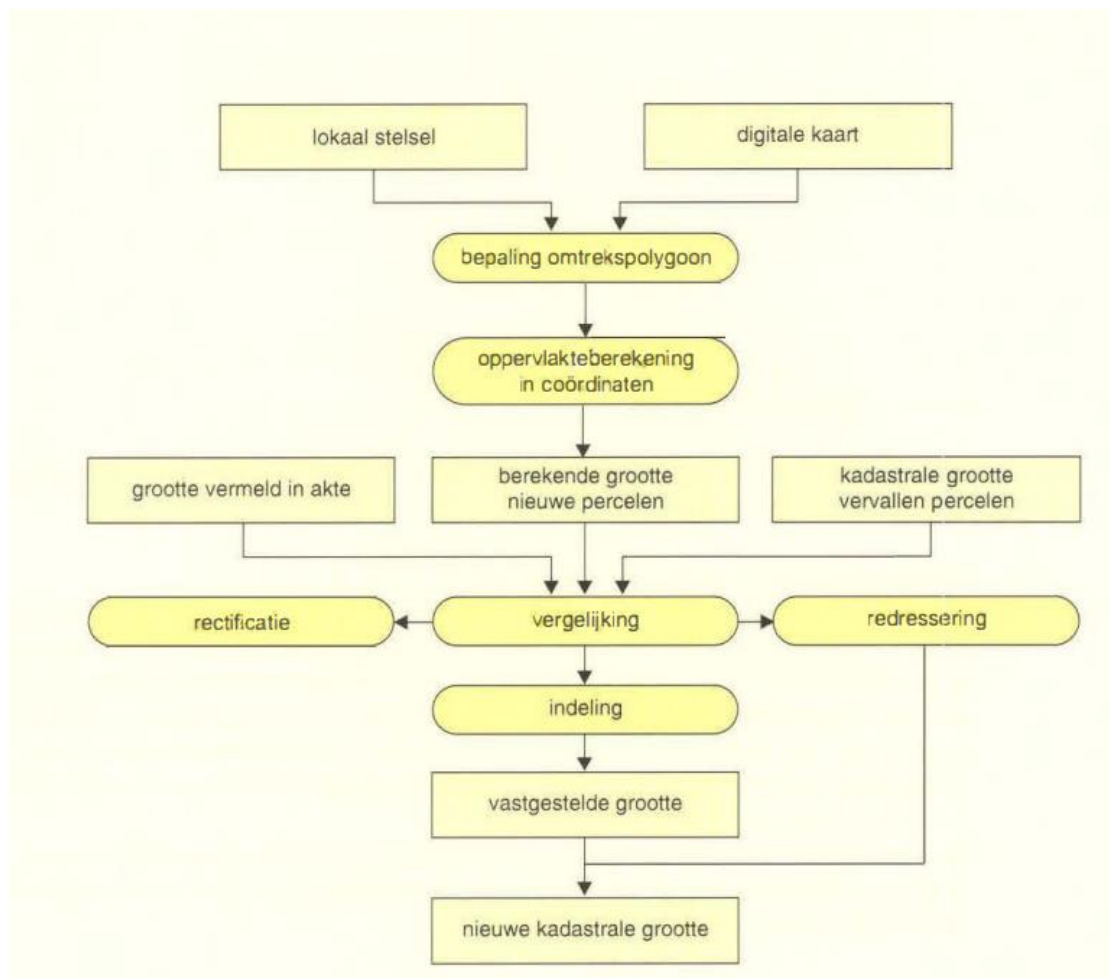 lokaal stelsel
digitale kaart
bepaling omtrekspolygoon
oppervlakteberekening
in coördinaten
grootte vermeld in akte
berekende grootte
nieuwe percelen
kadastrale grootte
vervallen percelen
rectificatie
vergelijking
redressering
indeling
vastgestelde grootte
nieuwe kadastrale grootte